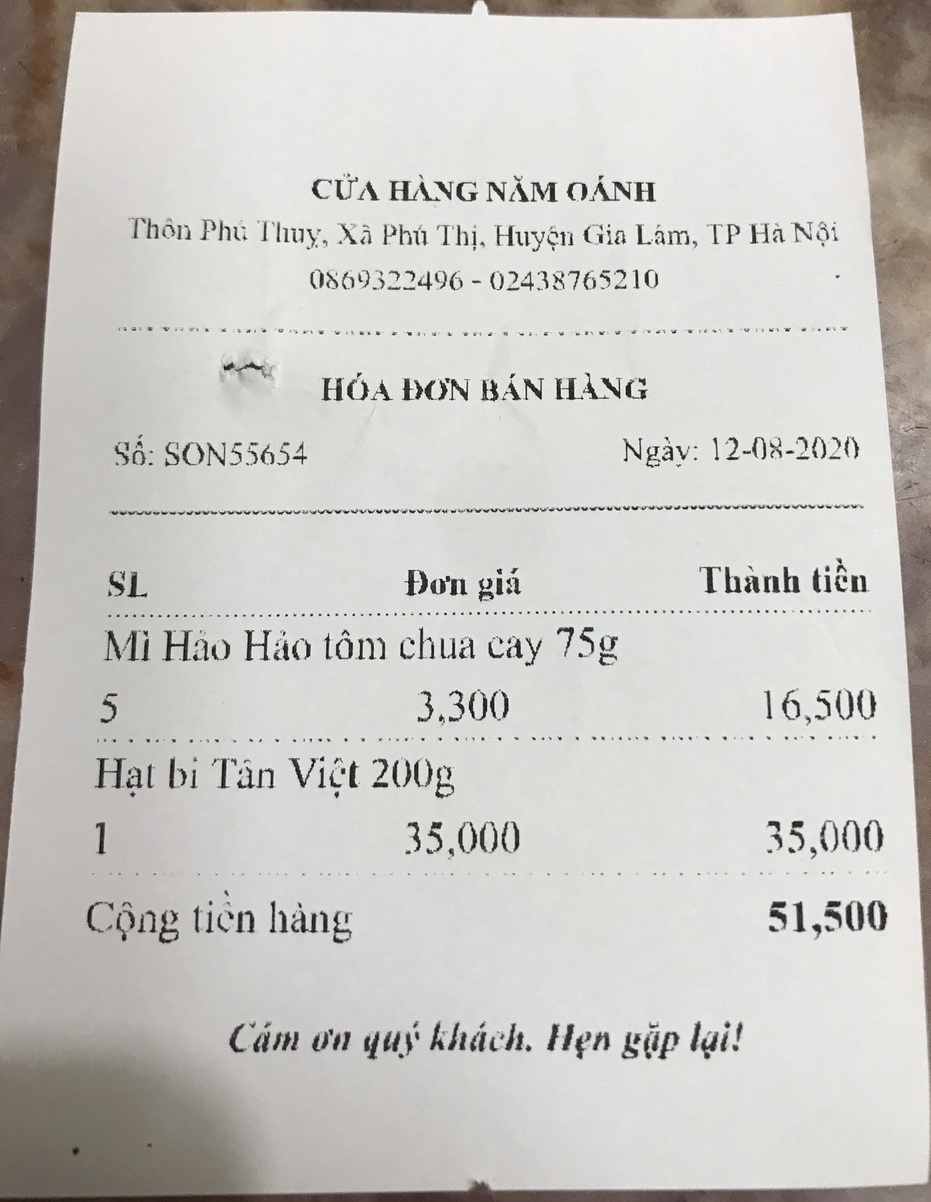 CỬA HÀNG NĂM OÁNH
Thôn Phú Thuy, Xã Phú Thị, Huyện Gia Lâm, TP Hà Nội
0869322496 - 02438765210
HÓA ĐƠN BÁN HÀNG
Số: SON55654 Ngày: 12-08-2020
SL Đơn giá Thành tiền
Mì Hảo Hảo tôm chua cay 75g
5 3,300 16,500
Hạt bí Tân Việt 200g
1 35,000 35,000
Cộng tiền hàng 51,500
Cám ơn quý khách. Hẹn gặp lại!